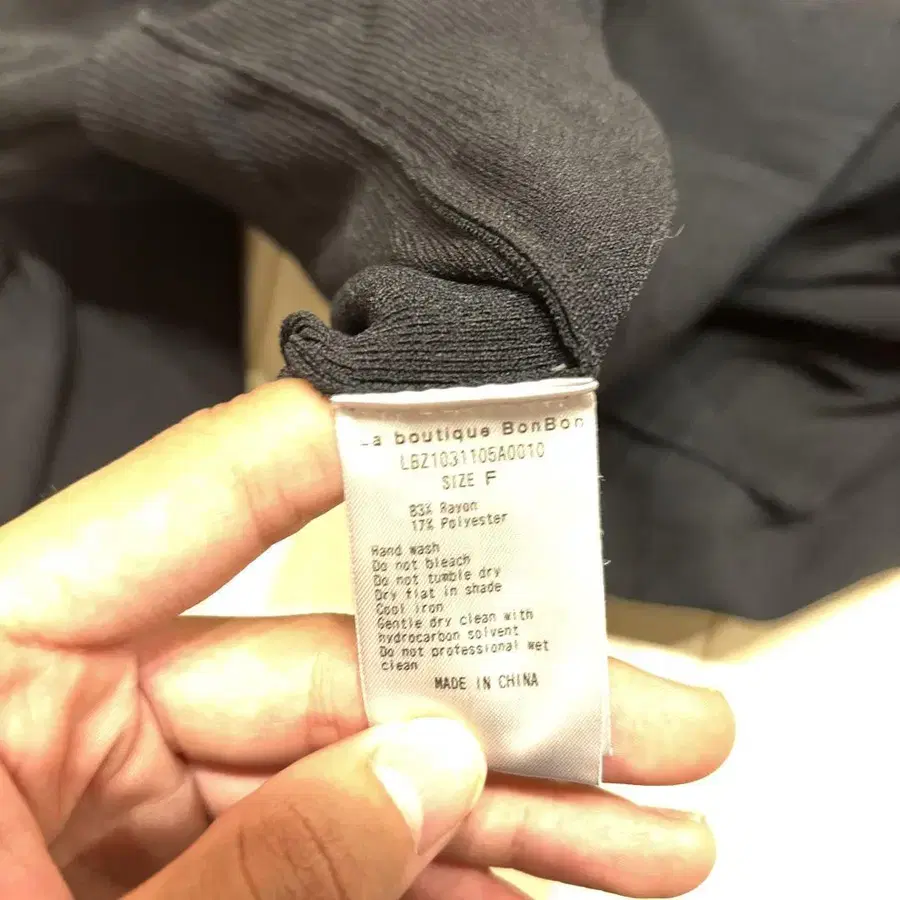 La boutique BonBon
LBZ1031105A0010
SIZE F
83% Rayon
17% Polyester
Hand wash
Do not bleach
Do not tumble dry
Dry flat in shade
Cool iron
Gentle dry clean with
hydrocarbon solvent
Do not professional wet
clean
MADE IN CHINA